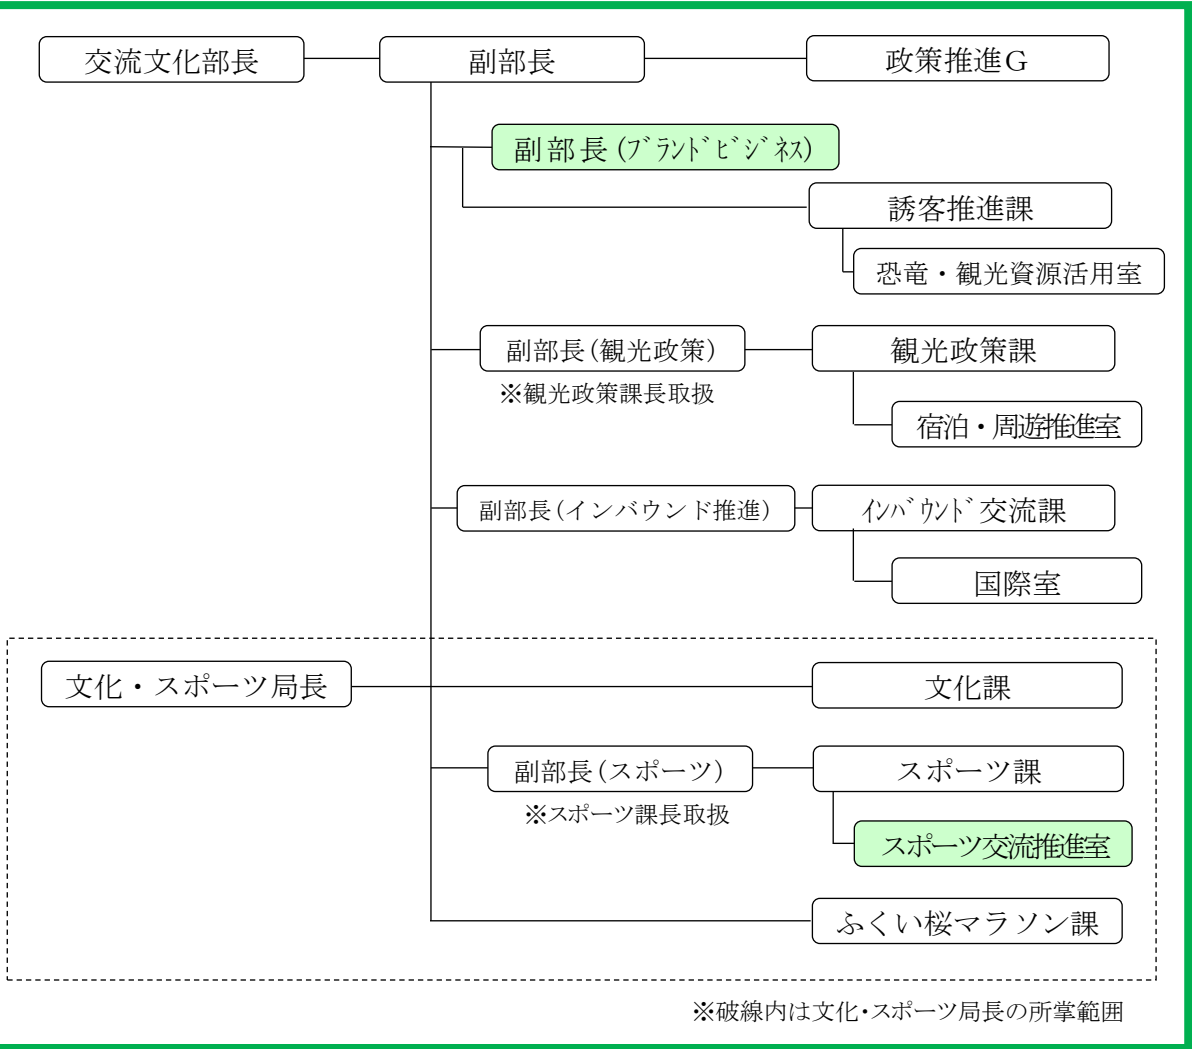 交流文化部長
副部長
政策推進G
副部長(ﾌﾞﾗﾝﾄﾞﾋﾞｼﾞﾈｽ)
誘客推進課
恐竜・観光資源活用室
副部長(観光政策)
観光政策課
※観光政策課長取扱
宿泊・周遊推進室
副部長(インバウンド推進)
ｲﾝﾊﾞｳﾝﾄﾞ交流課
国際室
文化・スポーツ局長
文化課
副部長(スポーツ)
スポーツ課
※スポーツ課長取扱
スポーツ交流推進室
ふくい桜マラソン課
※破線内は文化・スポーツ局長の所掌範囲